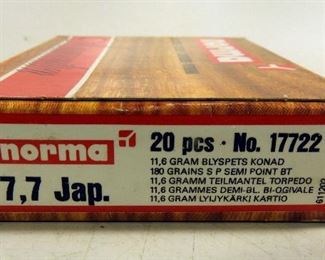 norma
norma
7,7 Jap.
20 pcs · No. 17722
11,6 GRAM BLYSPETS KONAD
180 GRAINS S P SEMI POINT BT
11,6 GRAMM TEILMANTEL TORPEDO
11,6 GRAMMES DEMI-BL. BI-OGIVALE
11,6 GRAM LYIJYKÄRKI KARTIO